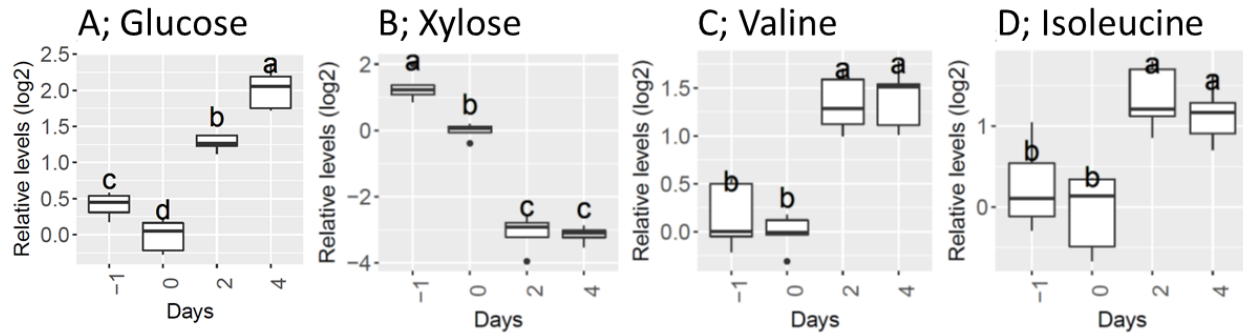 A; Glucose
Relative levels (log2)
2.5
2.0
1.5
1.0
0.5
0.0
c
d
b
a
-1
0
2
4
Days
B; Xylose
Relative levels (log2)
2
0
−2
−4
a
b
c
c
-1
0
2
4
Days
C; Valine
Relative levels (log2)
1.5
1.0
0.5
0.0
b
b
a
a
-1
0
2
4
Days
D; Isoleucine
Relative levels (log2)
1
0
b
b
a
a
-1
0
2
4
Days